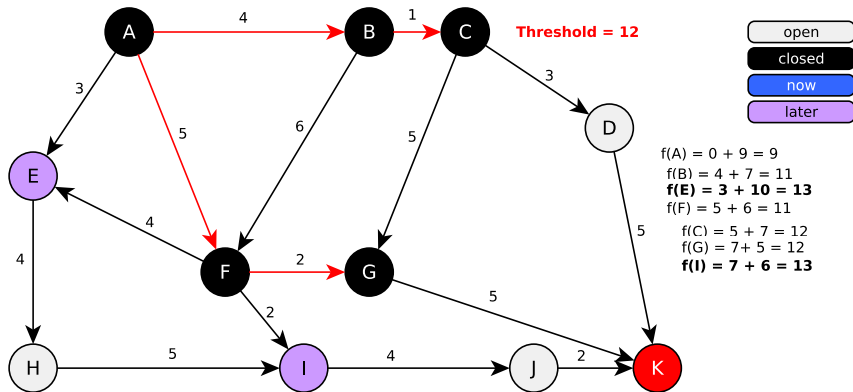 4
1
A
B
C
Threshold = 12
open
closed
now
later
3
3
5
6
5
D
f(A) = 0 + 9 = 9
f(B) = 4 + 7 = 11
f(E) = 3 + 10 = 13
f(F) = 5 + 6 = 11
f(C) = 5 + 7 = 12
f(G) = 7+ 5 = 12
f(I) = 7 + 6 = 13
E
4
5
4
2
F
G
5
2
5
4
2
H
I
J
K